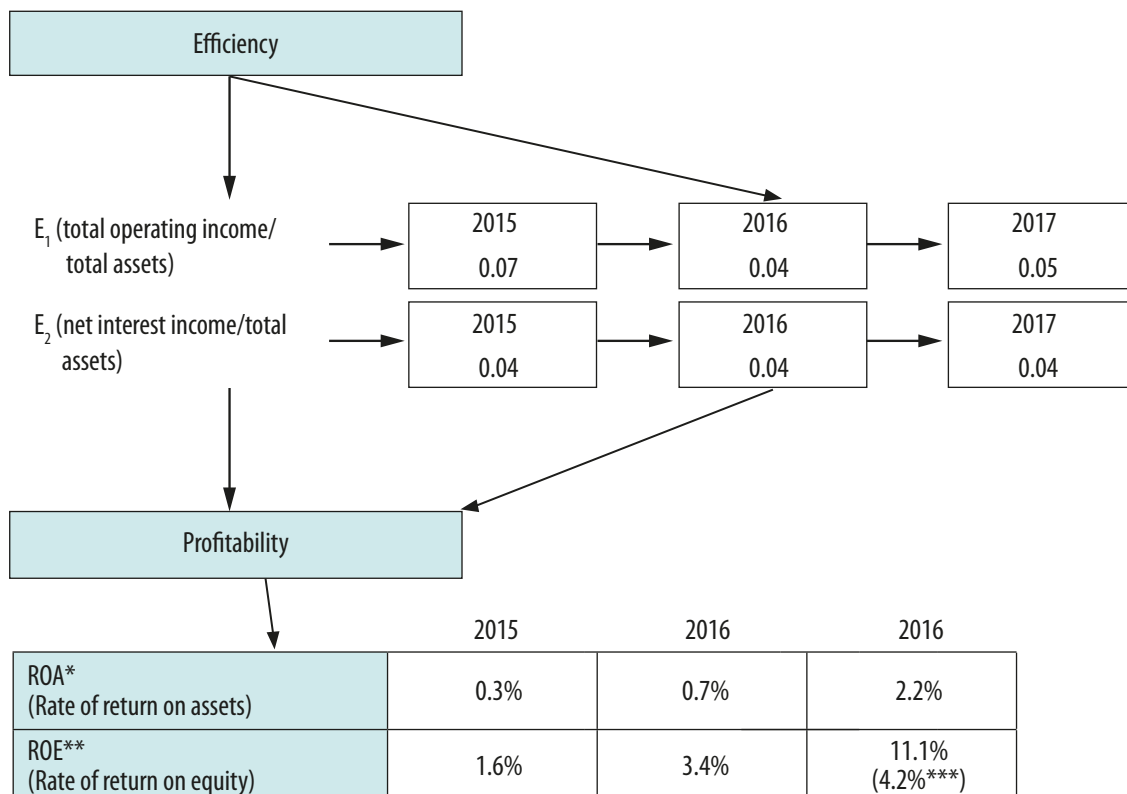 Efficiency
E1 (total operating income/
total assets)
2015
0.07
2016
0.04
2017
0.05
E2 (net interest income/total
assets)
2015
0.04
2016
0.04
2017
0.04
Profitability
2015 2016 2016
ROA*
(Rate of return on assets)
0.3% 0.7% 2.2%
ROE**
(Rate of return on equity)
1.6% 3.4% 11.1%
(4.2%***)